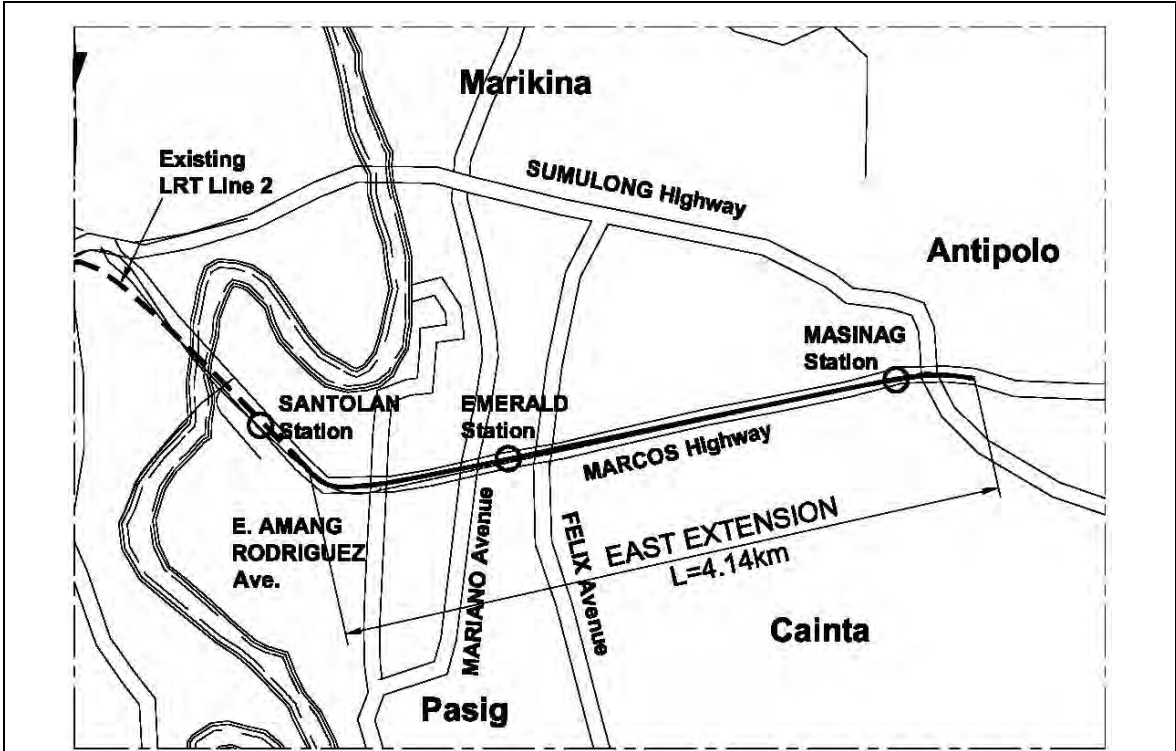 Marikina
Existing
LRT Line 2
SUMULONG Highway
Antipolo
MASINAG
Station
SANTOLAN
Station
EMERALD
Station
MARCOS Highway
E. AMANG
RODRIGUEZ
Ave.
MARIANO Avenue
FELIX Avenue
EAST EXTENSION
L=4.14km
Cainta
Pasig